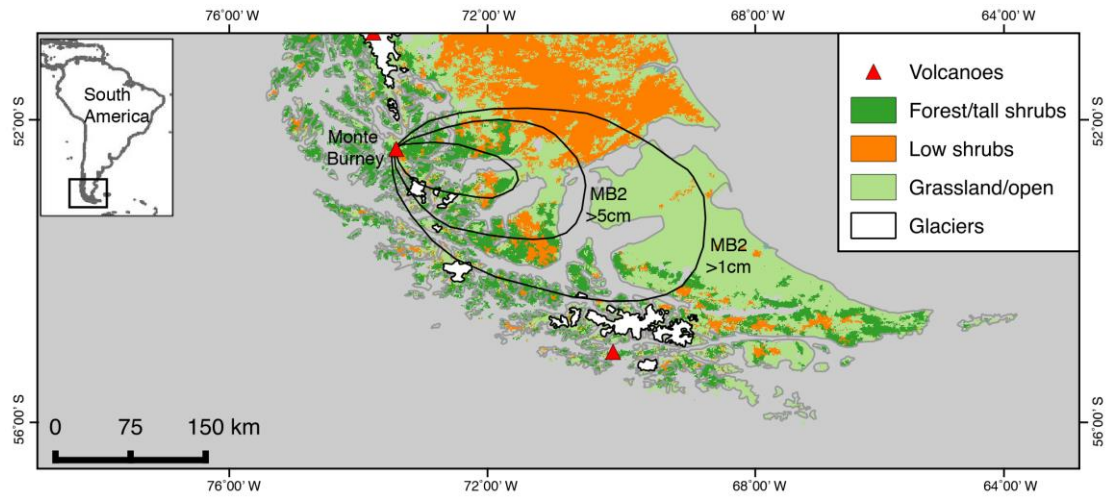 76°00' W
72°00' W
68°00' W
64°00' W
South
America
Volcanoes
Forest/tall shrubs
Low shrubs
Grassland/open
Glaciers
52°00' S
52°00' S
Monte
Burney
MB2
>5cm
MB2
>1cm
0
75
150 km
56°00' S
56°00' S
76°00' W
72°00' W
68°00' W
64°00' W